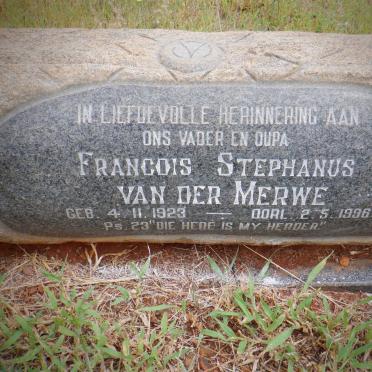 IN LIEFDEVOLLE HERINNERING AAN
ONS VADER EN OUPA
FRANCOIS STEPHANUS
VAN DER MERWE
GEB. 4.11.1923 — OORL. 2.5.1996
Ps. 23 "DIE HERE IS MY HERDER"